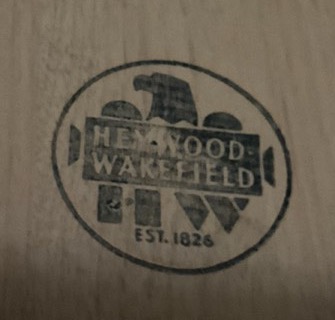 HEYWOOD-
WAKEFIELD
H W
EST. 1826